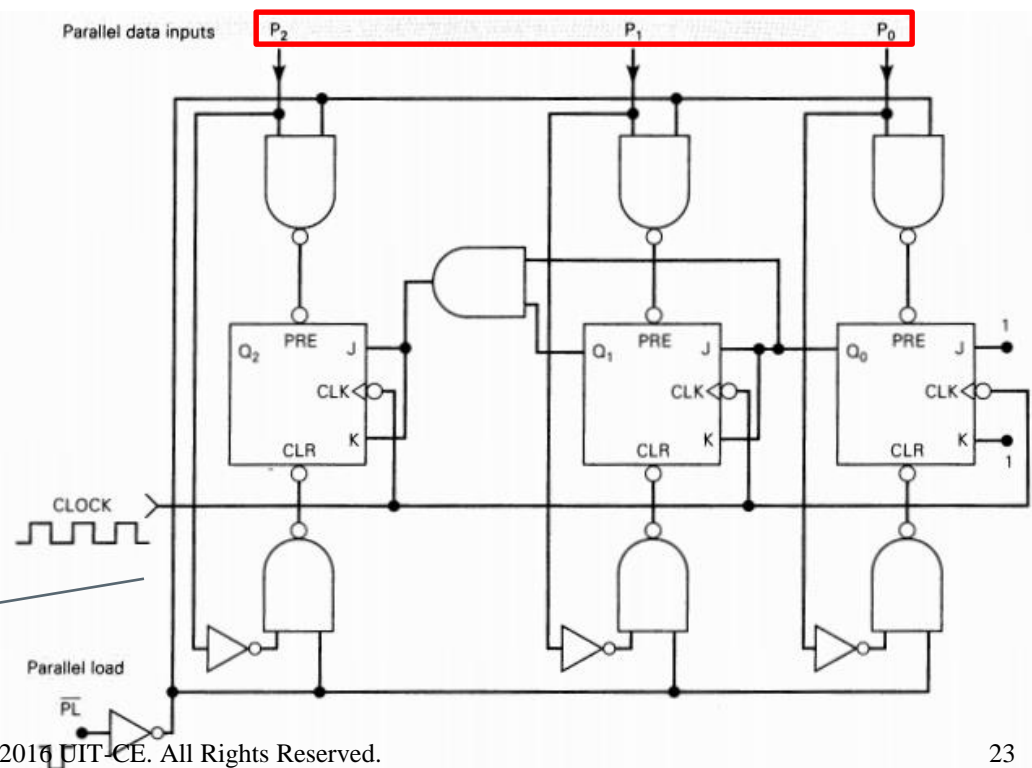 Parallel data inputs P₂ P₁ P₀
Q₂ PRE J CLK K CLR
Q₁ PRE J CLK K CLR
Q₀ PRE J CLK K CLR
1
1
CLOCK
Parallel load
P̅L̅
2016 UIT-CE. All Rights Reserved.
23